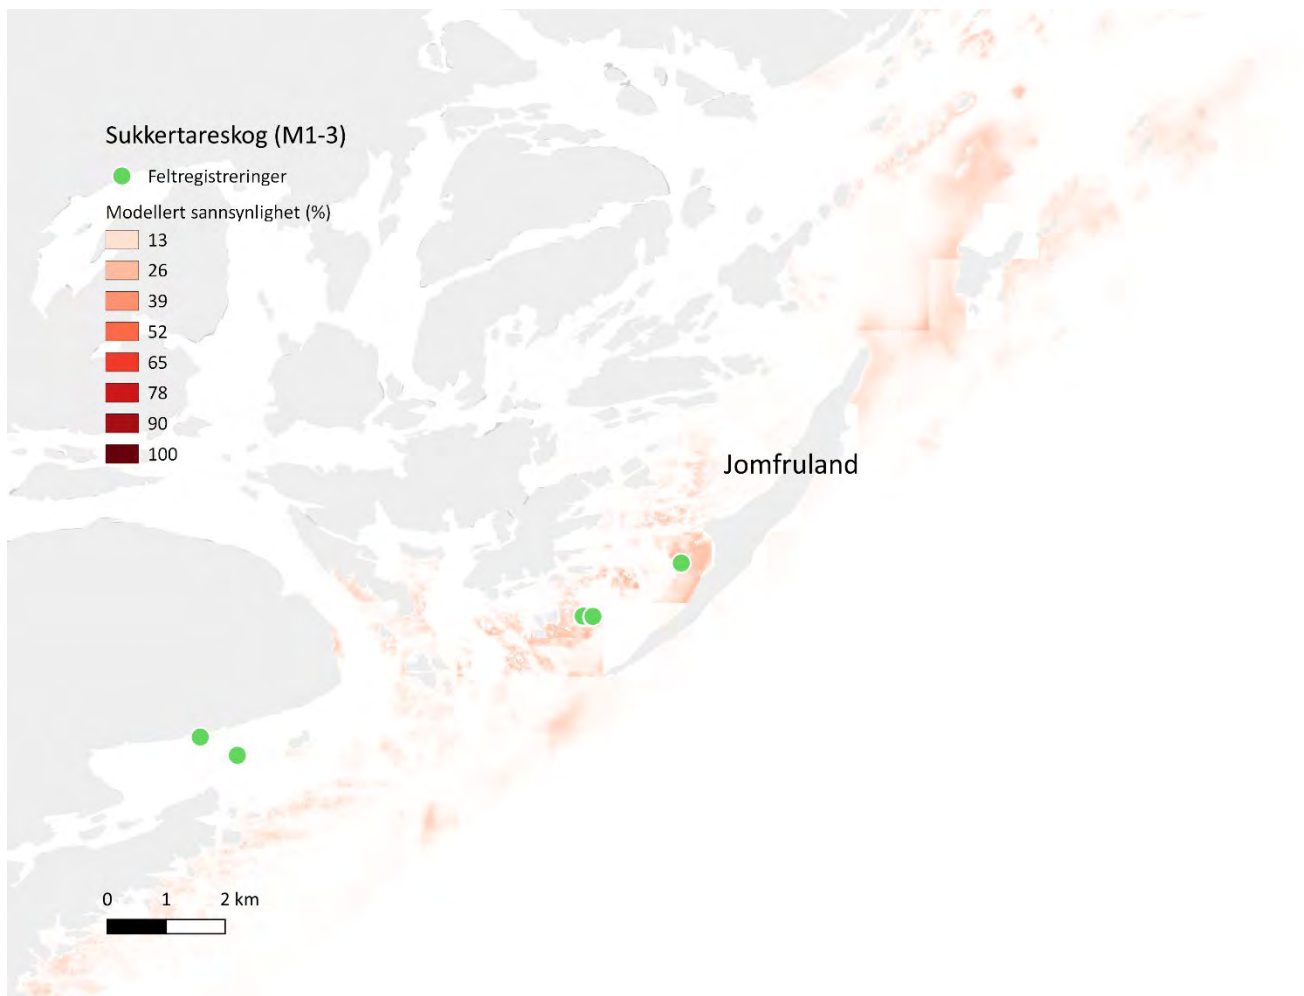 Sukkertareskog (M1-3)
Feltregistreringer
Modellert sannsynlighet (%)
13
26
39
52
65
78
90
100
Jomfruland
0 1 2 km